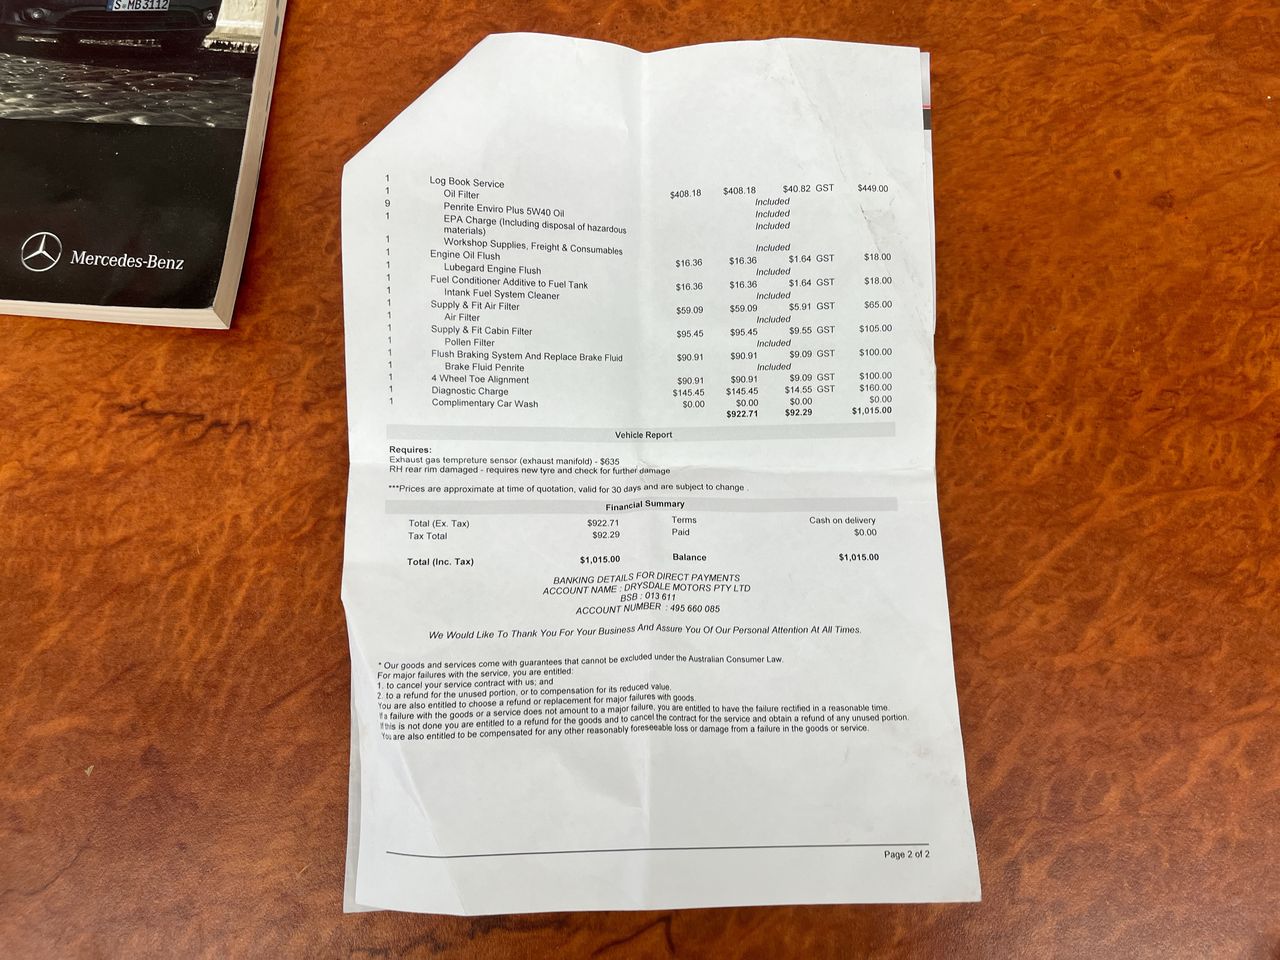 S MB 3112
Mercedes-Benz
1 Log Book Service $408.18 $408.18 $40.82 GST $449.00
1 Oil Filter Included
9 Penrite Enviro Plus 5W40 Oil Included
1 EPA Charge (Including disposal of hazardous Included
materials)
1 Workshop Supplies, Freight & Consumables Included
1 Engine Oil Flush $16.36 $16.36 $1.64 GST $18.00
1 Lubegard Engine Flush Included
1 Fuel Conditioner Additive to Fuel Tank $16.36 $16.36 $1.64 GST $18.00
1 Intank Fuel System Cleaner Included
1 Supply & Fit Air Filter $59.09 $59.09 $5.91 GST $65.00
1 Air Filter Included
1 Supply & Fit Cabin Filter $95.45 $95.45 $9.55 GST $105.00
1 Pollen Filter Included
1 Flush Braking System And Replace Brake Fluid $90.91 $90.91 $9.09 GST $100.00
1 Brake Fluid Penrite Included
1 4 Wheel Toe Alignment $90.91 $90.91 $9.09 GST $100.00
1 Diagnostic Charge $145.45 $145.45 $14.55 GST $160.00
1 Complimentary Car Wash $0.00 $0.00 $0.00 $0.00
$922.71 $92.29 $1,015.00
Vehicle Report
Requires:
Exhaust gas tempreture sensor (exhaust manifold) - $635
RH rear rim damaged - requires new tyre and check for further damage
***Prices are approximate at time of quotation, valid for 30 days and are subject to change .
Financial Summary
Total (Ex. Tax) $922.71 Terms Cash on delivery
Tax Total $92.29 Paid $0.00
Total (Inc. Tax) $1,015.00 Balance $1,015.00
BANKING DETAILS FOR DIRECT PAYMENTS
ACCOUNT NAME : DRYSDALE MOTORS PTY LTD
BSB : 013 611
ACCOUNT NUMBER : 495 660 085
We Would Like To Thank You For Your Business And Assure You Of Our Personal Attention At All Times.
* Our goods and services come with guarantees that cannot be excluded under the Australian Consumer Law.
For major failures with the service, you are entitled:
1. to cancel your service contract with us; and
2. to a refund for the unused portion, or to compensation for its reduced value.
You are also entitled to choose a refund or replacement for major failures with goods.
If a failure with the goods or a service does not amount to a major failure, you are entitled to have the failure rectified in a reasonable time.
If this is not done you are entitled to a refund for the goods and to cancel the contract for the service and obtain a refund of any unused portion.
You are also entitled to be compensated for any other reasonably foreseeable loss or damage from a failure in the goods or service.
Page 2 of 2